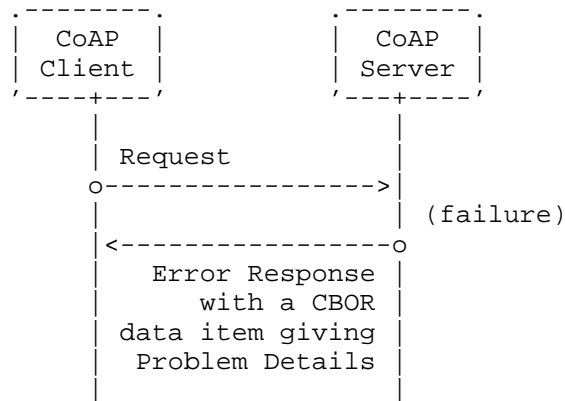 CoAP CoAP
Client Server
Request
(failure)
Error Response
with a CBOR
data item giving
Problem Details